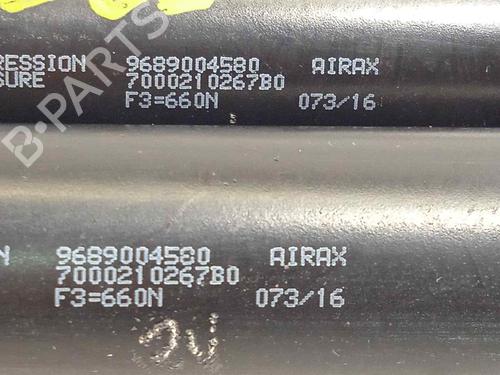 RESSION 9689004580 AIRAX
SURE 7000210267B0
F3=660N 073/16
N 9689004580 AIRAX
7000210267B0
F3=660N 073/16
B-PARTS